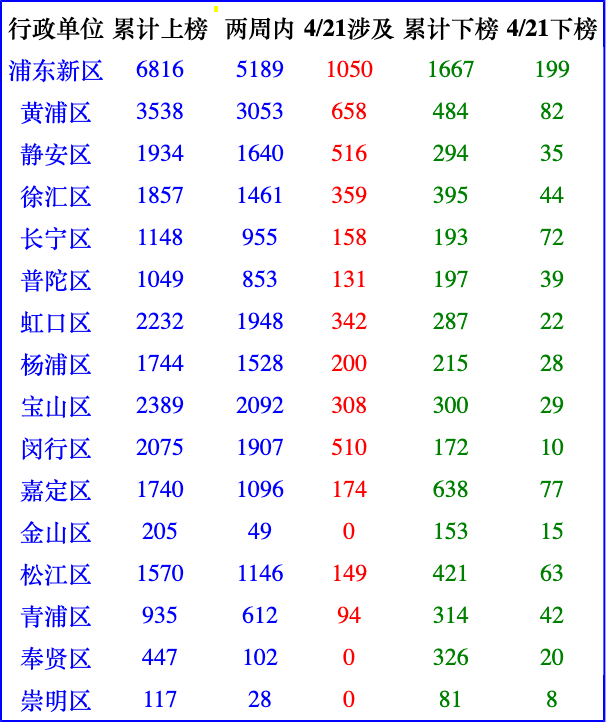 行政单位 累计上榜 两周内 4/21涉及 累计下榜 4/21下榜
浦东新区 6816 5189 1050 1667 199
黄浦区 3538 3053 658 484 82
静安区 1934 1640 516 294 35
徐汇区 1857 1461 359 395 44
长宁区 1148 955 158 193 72
普陀区 1049 853 131 197 39
虹口区 2232 1948 342 287 22
杨浦区 1744 1528 200 215 28
宝山区 2389 2092 308 300 29
闵行区 2075 1907 510 172 10
嘉定区 1740 1096 174 638 77
金山区 205 49 0 153 15
松江区 1570 1146 149 421 63
青浦区 935 612 94 314 42
奉贤区 447 102 0 326 20
崇明区 117 28 0 81 8